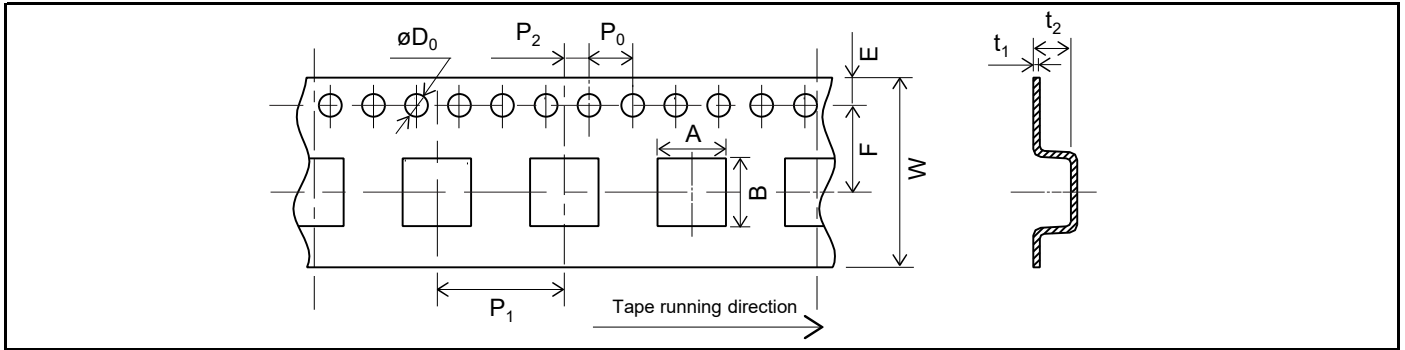 øD₀
P₂
P₀
E
t₁
t₂
A
B
F
W
P₁
Tape running direction